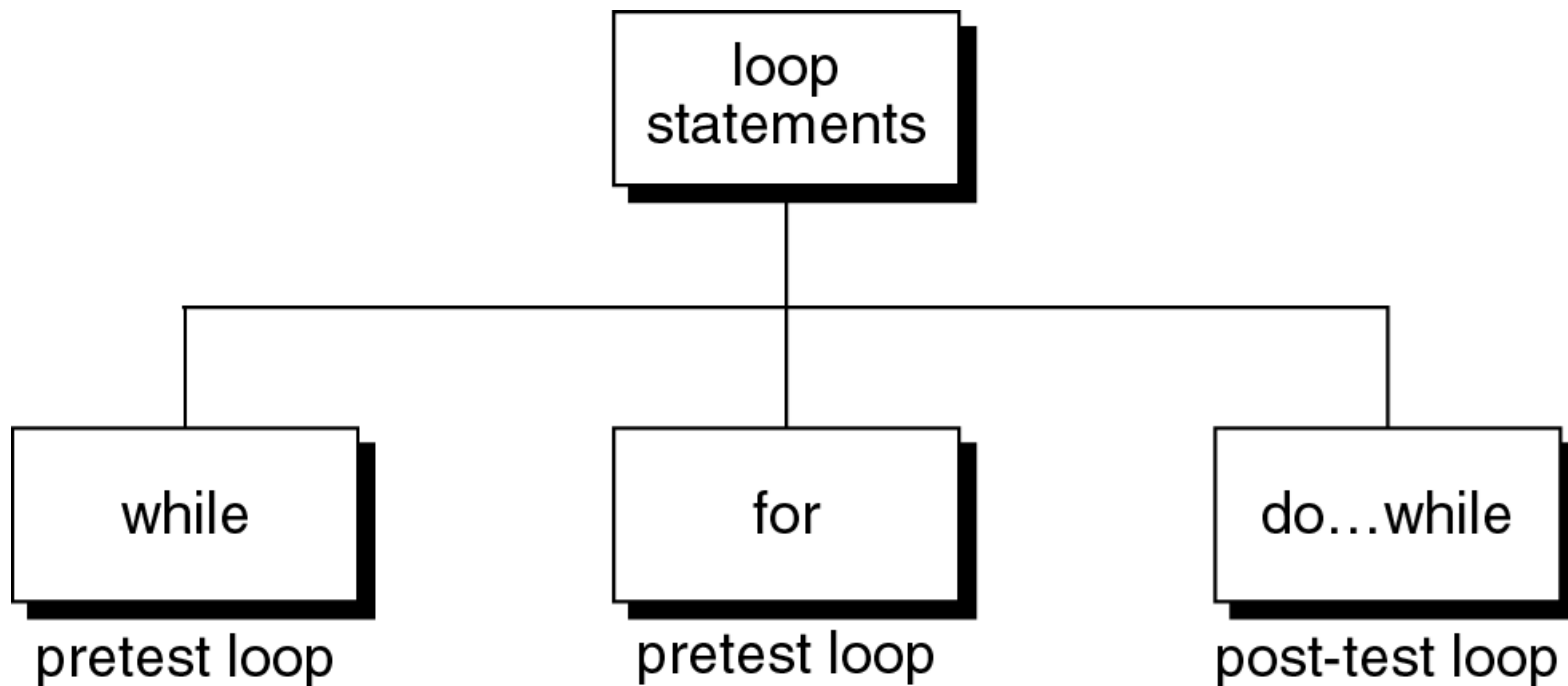 loop
statements
while
for
do…while
pretest loop
pretest loop
post-test loop